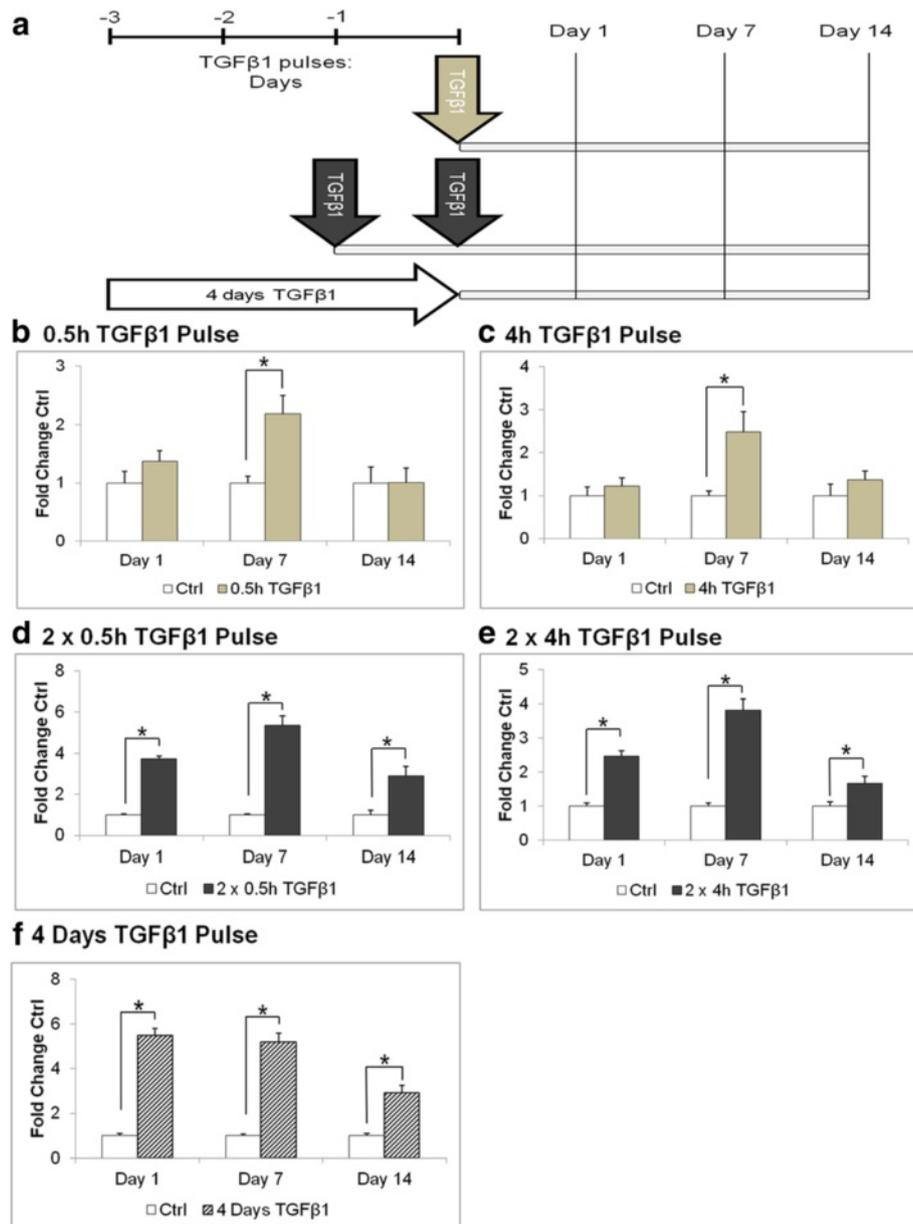 a
-3 -2 -1
TGFβ1 pulses:
Days
Day 1 Day 7 Day 14
TGFβ1
TGFβ1 TGFβ1
4 days TGFβ1
b 0.5h TGFβ1 Pulse
Fold Change Ctrl
3
2
1
0
*
Day 1 Day 7 Day 14
Ctrl 0.5h TGFβ1
c 4h TGFβ1 Pulse
Fold Change Ctrl
4
3
2
1
0
*
Day 1 Day 7 Day 14
Ctrl 4h TGFβ1
d 2 x 0.5h TGFβ1 Pulse
Fold Change Ctrl
8
6
4
2
0
* * *
Day 1 Day 7 Day 14
Ctrl 2 x 0.5h TGFβ1
e 2 x 4h TGFβ1 Pulse
Fold Change Ctrl
5
4
3
2
1
0
* * *
Day 1 Day 7 Day 14
Ctrl 2 x 4h TGFβ1
f 4 Days TGFβ1 Pulse
Fold Change Ctrl
8
6
4
2
0
* * *
Day 1 Day 7 Day 14
Ctrl 4 Days TGFβ1